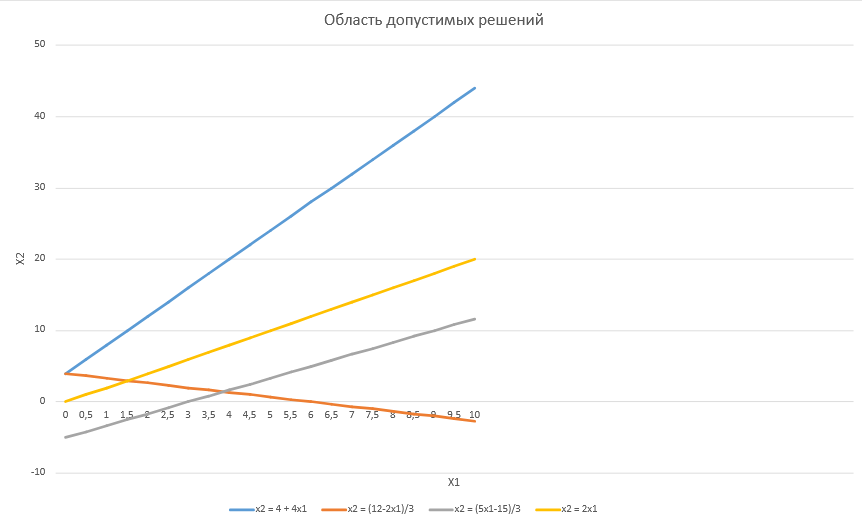 Область допустимых решений
50
40
30
20
10
0
-10
X2
0 0,5 1 1,5 2 2,5 3 3,5 4 4,5 5 5,5 6 6,5 7 7,5 8 8,5 9 9,5 10
X1
x2 = 4 + 4x1 x2 = (12-2x1)/3 x2 = (5x1-15)/3 x2 = 2x1